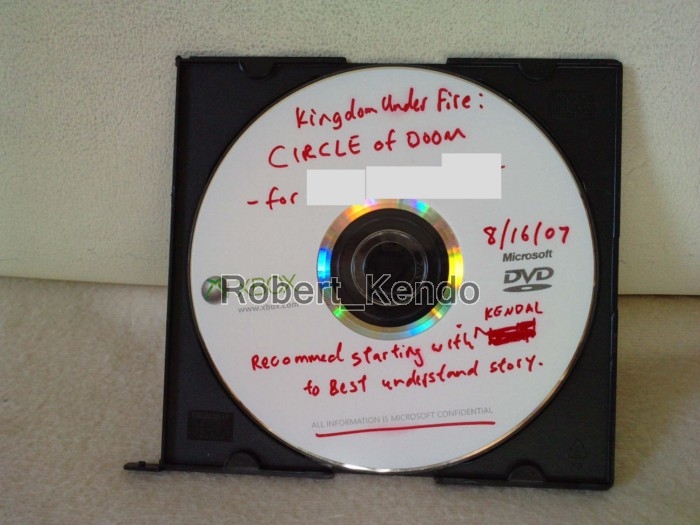 Kingdom Under Fire:
CIRCLE of DOOM
- for
8/16/07
Microsoft
DVD
XBOX
www.xbox.com
Robert_Kendo
KENDAL
Recommed starting with
to Best understand story.
ALL INFORMATION IS MICROSOFT CONFIDENTIAL